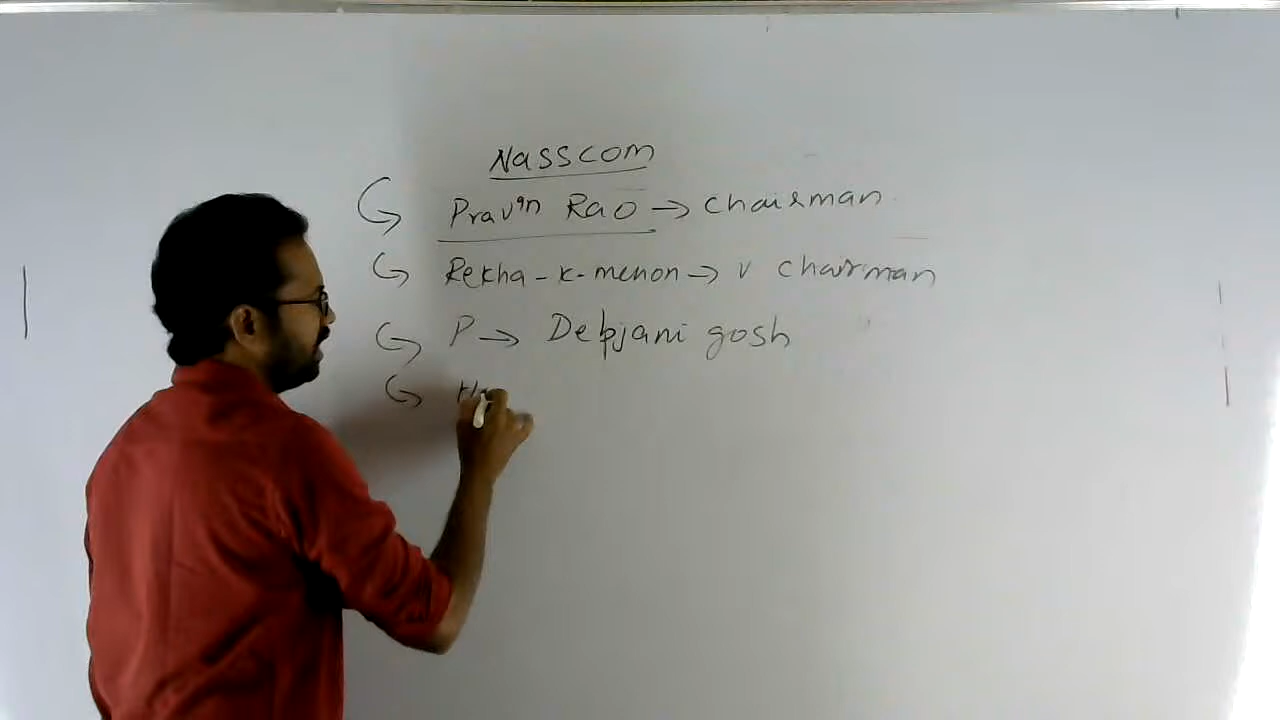 Nasscom
Pravin Rao → chairman
Rekha - K - menon → v chairman
P → Debjani gosh